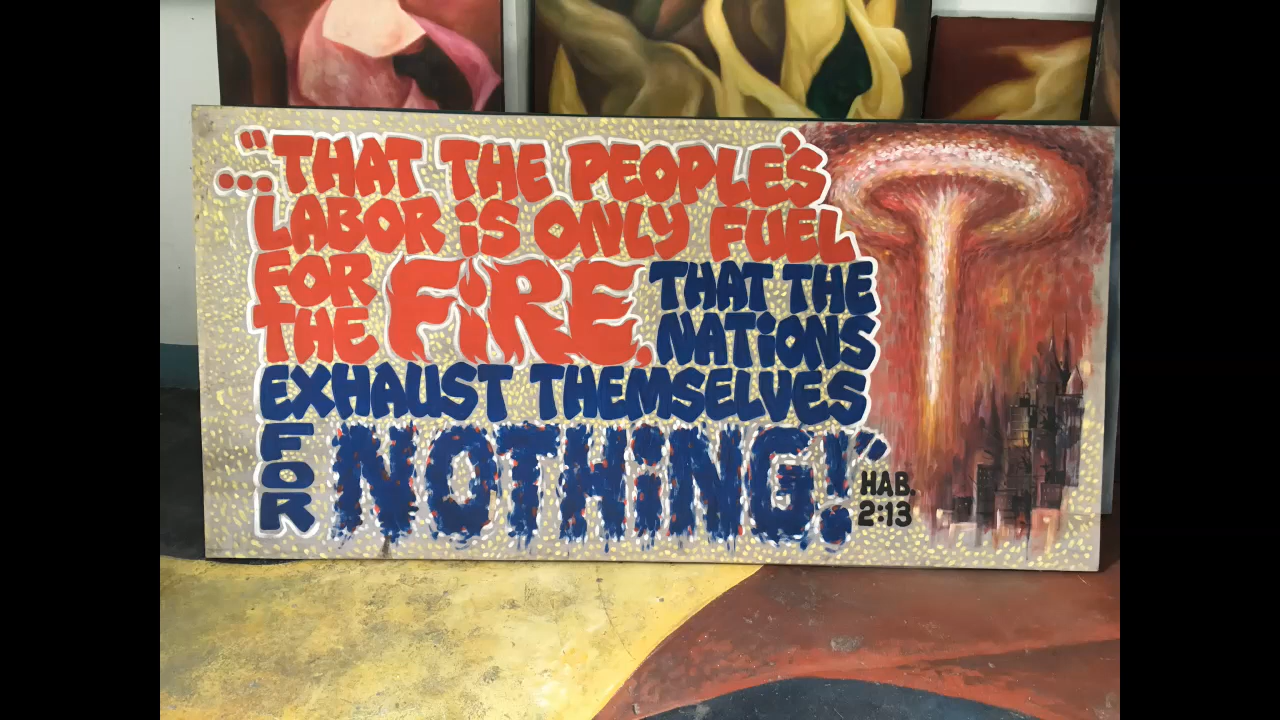 ..."THAT THE PEOPLE'S
LABOR iS ONLY FUEL
FOR THE FiRE, THAT THE
NATiONS
EXHAUST THEMSELVES
FOR NOTHiNG!"
HAB.
2:13